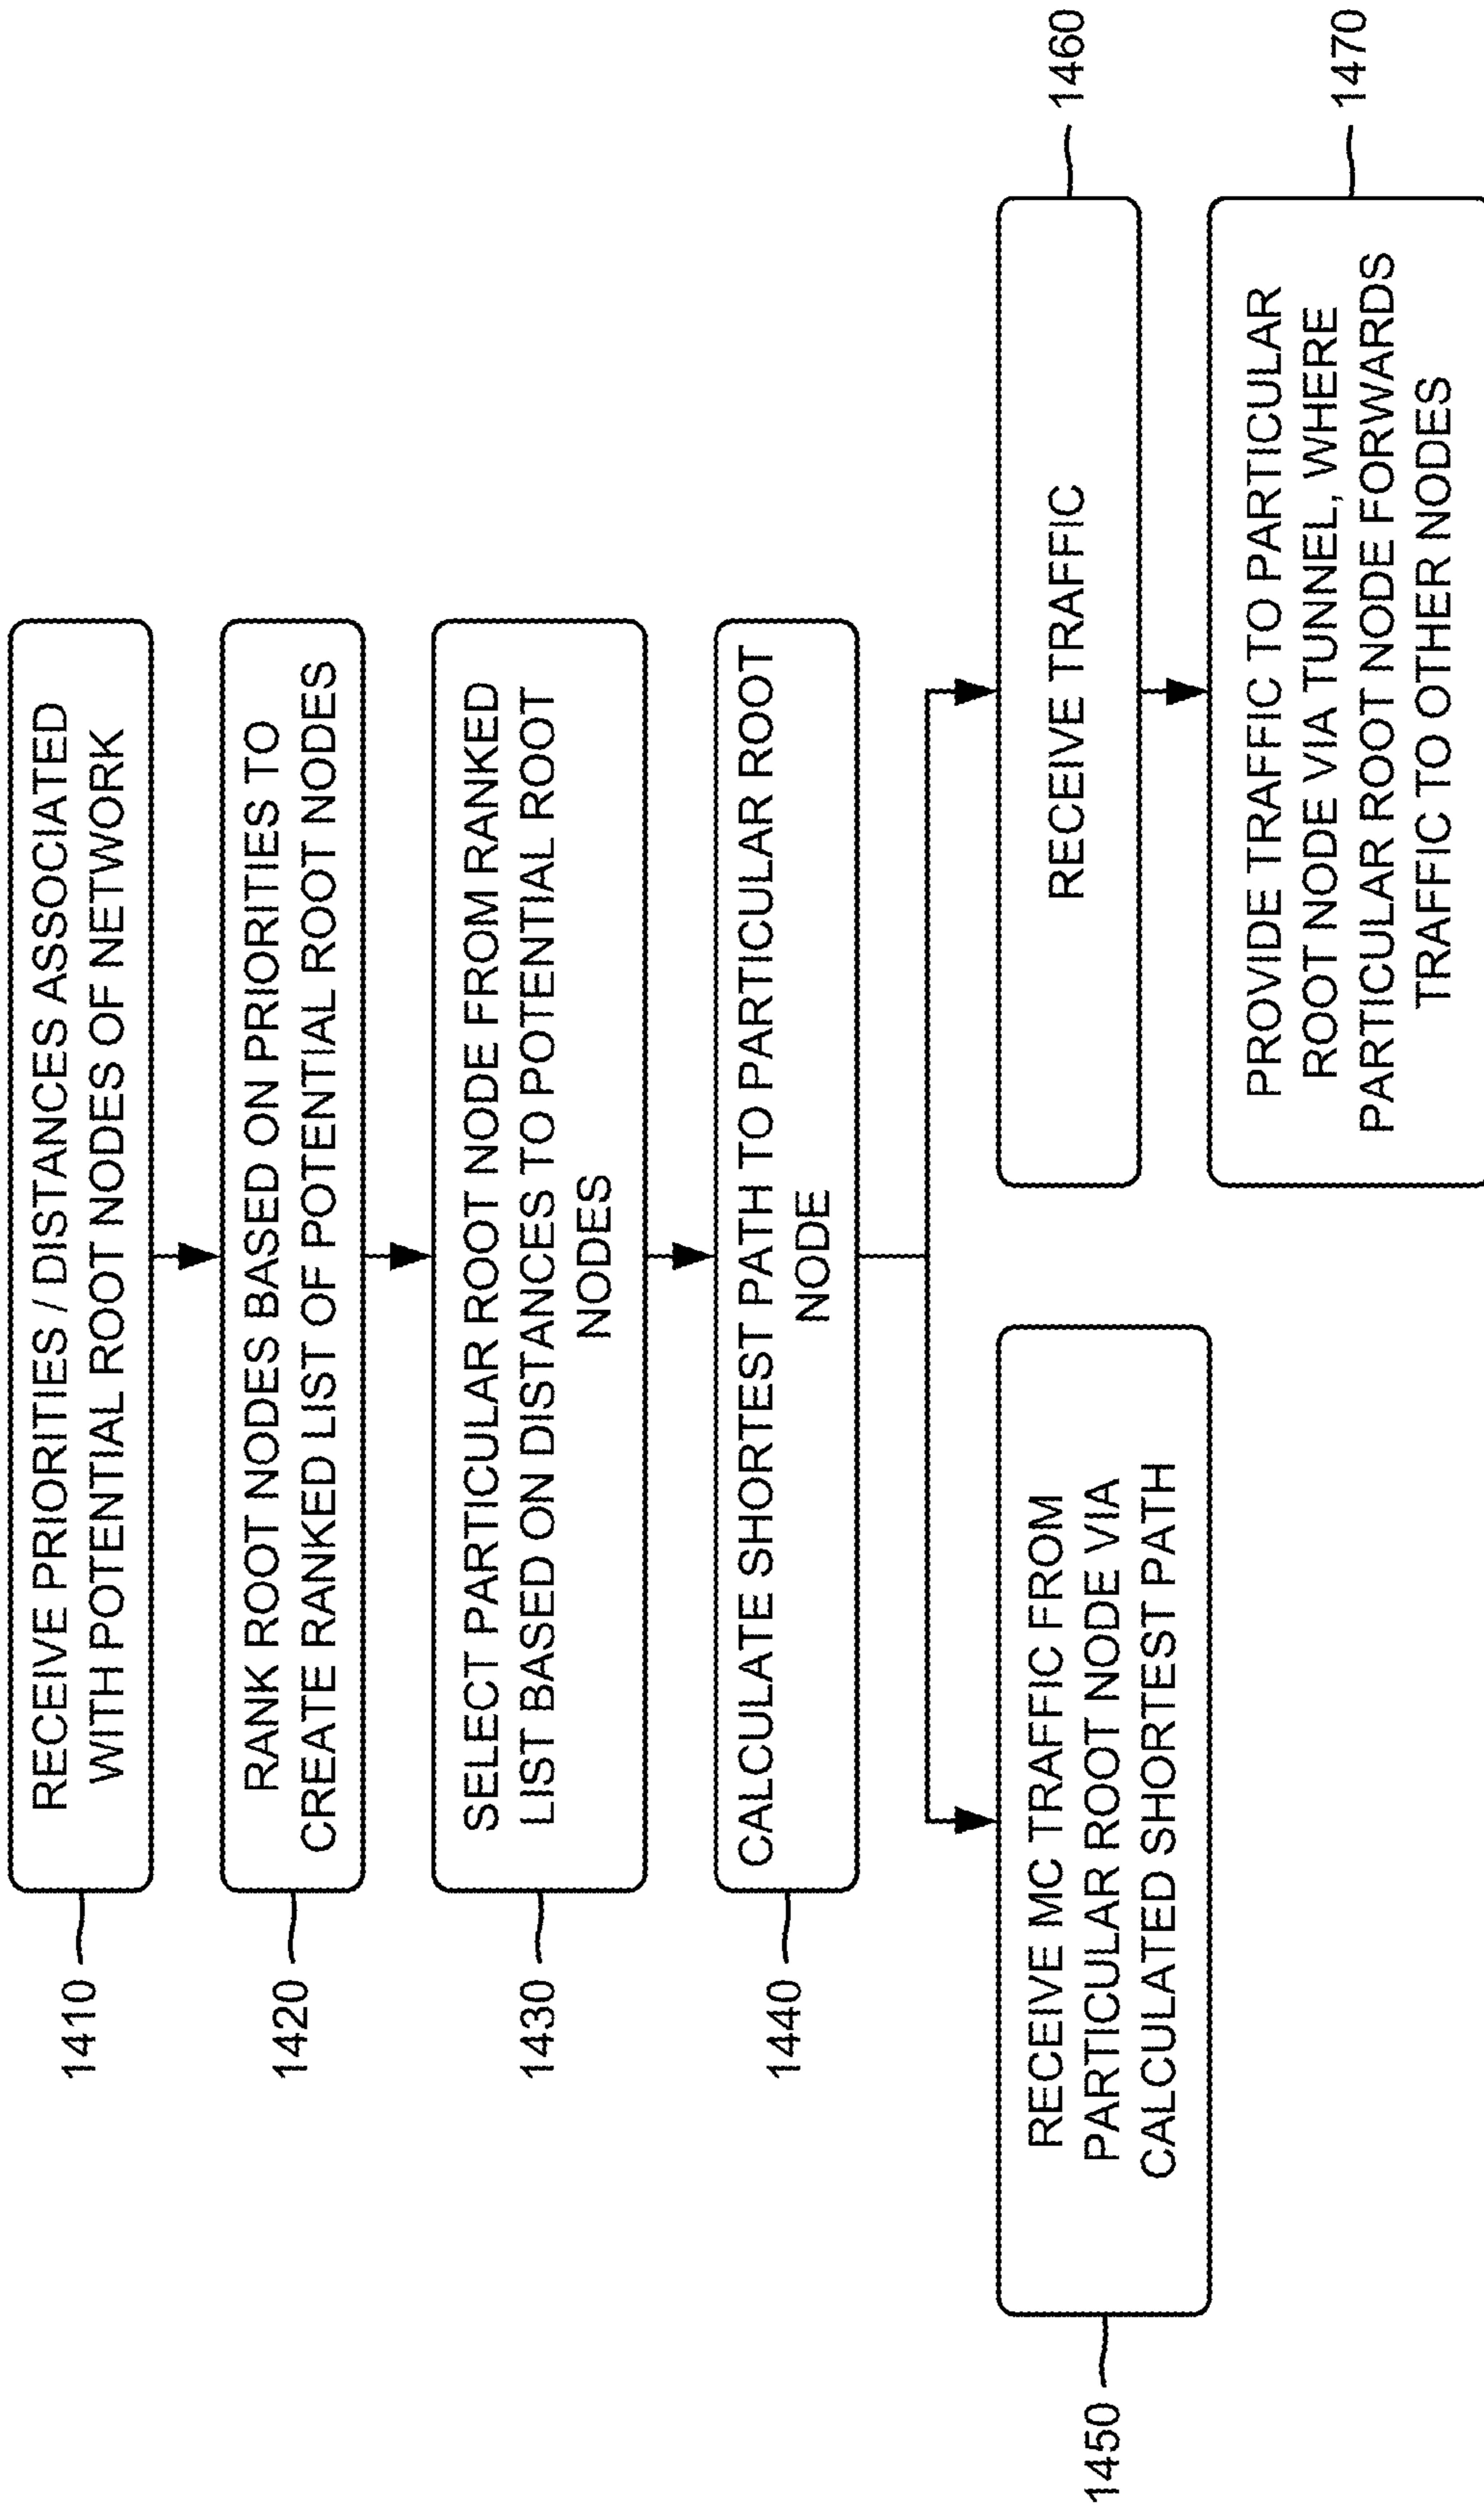 1410
RECEIVE PRIORITIES / DISTANCES ASSOCIATED
WITH POTENTIAL ROOT NODES OF NETWORK
1420
RANK ROOT NODES BASED ON PRIORITIES TO
CREATE RANKED LIST OF POTENTIAL ROOT NODES
1430
SELECT PARTICULAR ROOT NODE FROM RANKED
LIST BASED ON DISTANCES TO POTENTIAL ROOT
NODES
1440
CALCULATE SHORTEST PATH TO PARTICULAR ROOT
NODE
1450
RECEIVE MC TRAFFIC FROM
PARTICULAR ROOT NODE VIA
CALCULATED SHORTEST PATH
RECEIVE TRAFFIC
1460
PROVIDE TRAFFIC TO PARTICULAR
ROOT NODE VIA TUNNEL, WHERE
PARTICULAR ROOT NODE FORWARDS
TRAFFIC TO OTHER NODES
1470